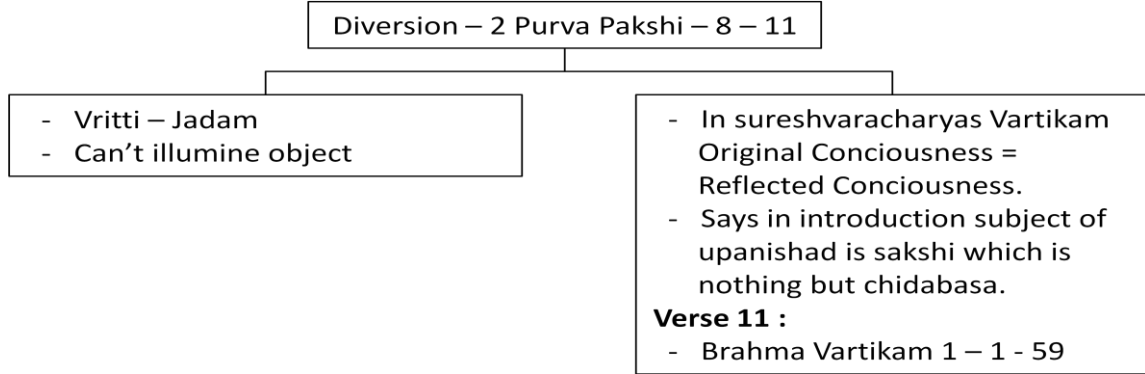 Diversion – 2 Purva Pakshi – 8 – 11
- Vritti – Jadam
- Can’t illumine object
- In sureshvaracharyas Vartikam
Original Conciousness =
Reflected Conciousness.
- Says in introduction subject of
upanishad is sakshi which is
nothing but chidabasa.
Verse 11 :
- Brahma Vartikam 1 – 1 - 59